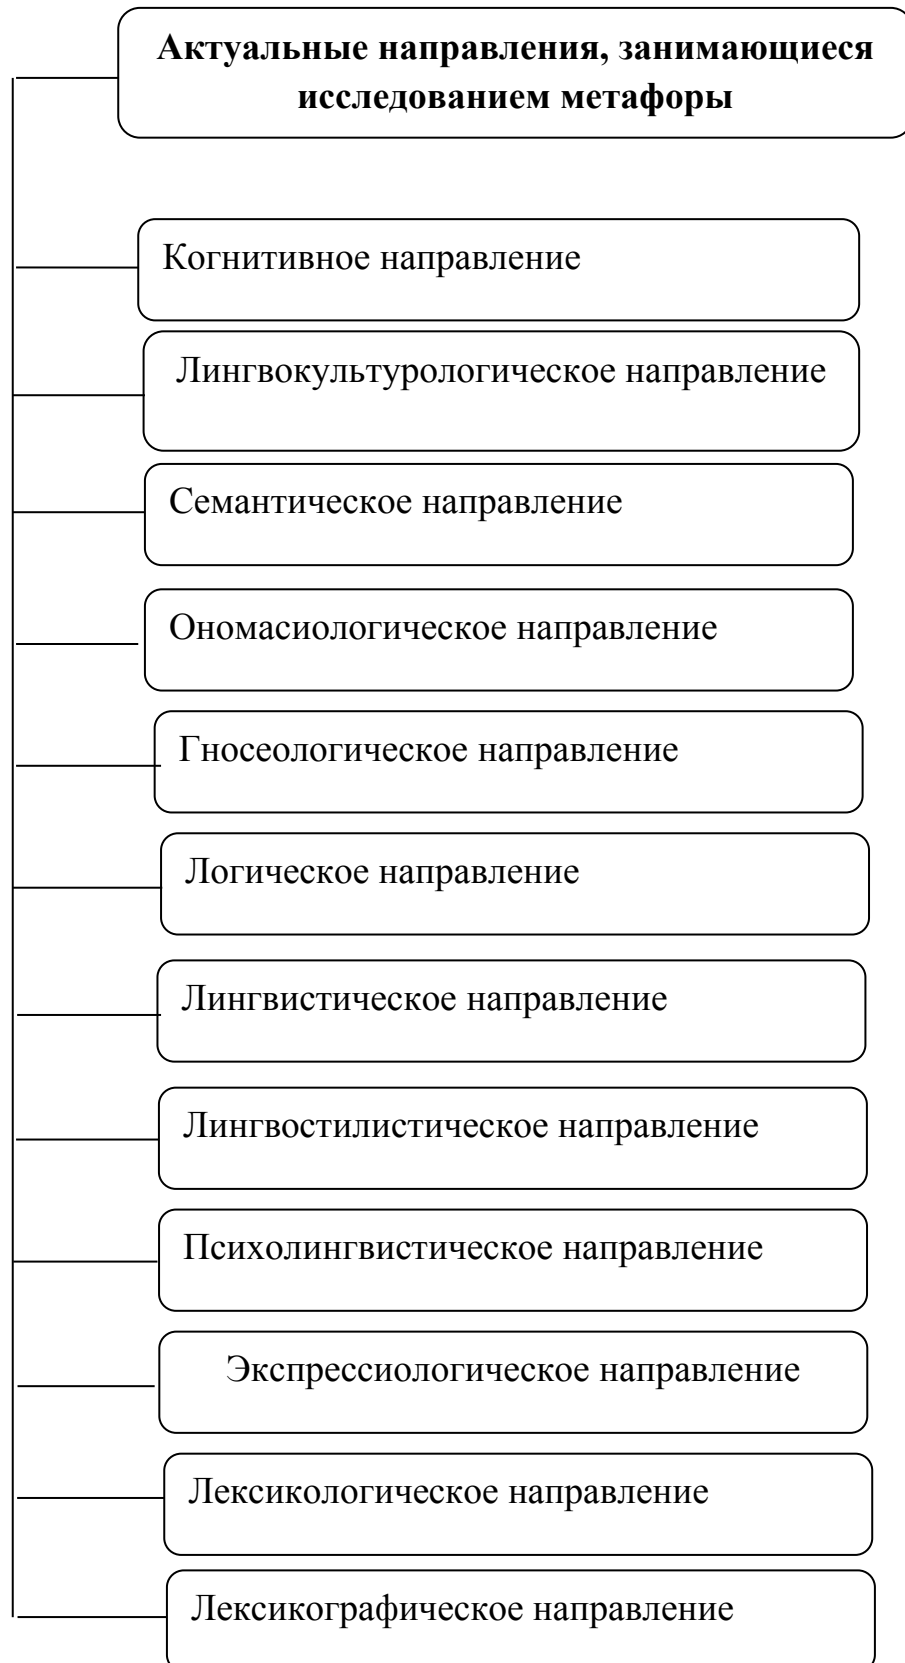 Актуальные направления, занимающиеся
исследованием метафоры
Когнитивное направление
Лингвокультурологическое направление
Семантическое направление
Ономасиологическое направление
Гносеологическое направление
Логическое направление
Лингвистическое направление
Лингвостилистическое направление
Психолингвистическое направление
Экспрессиологическое направление
Лексикологическое направление
Лексикографическое направление